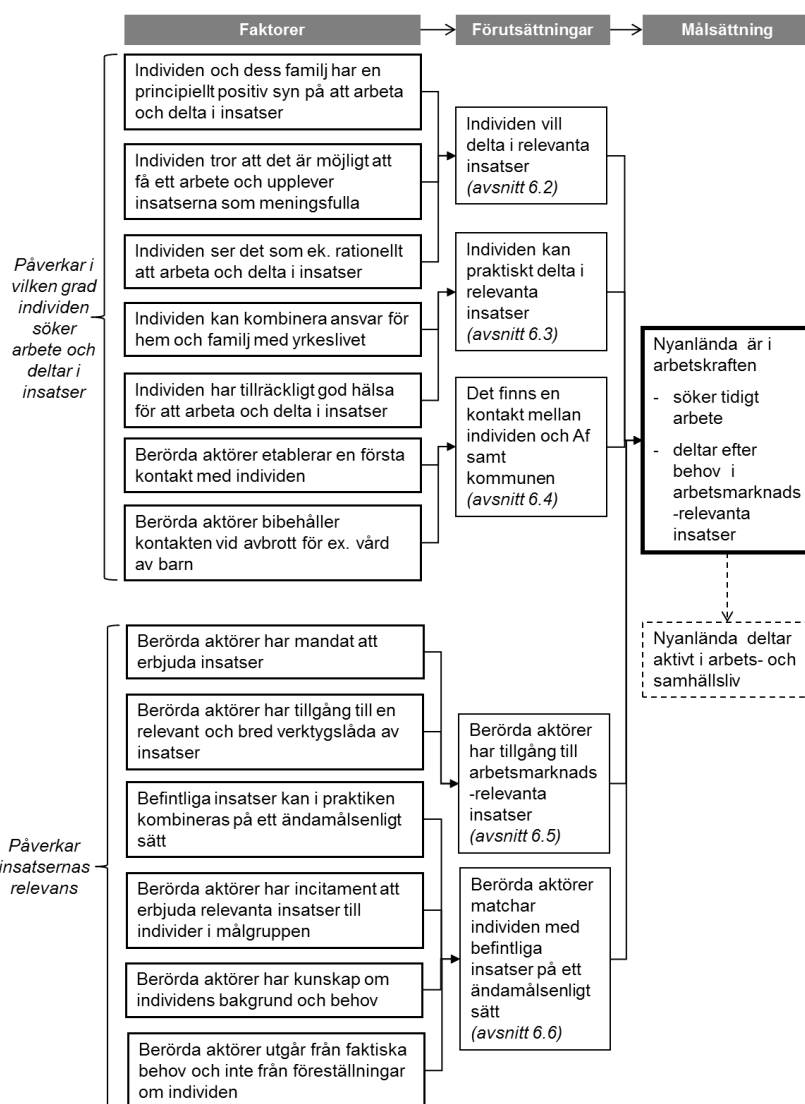 Faktorer
Förutsättningar
Målsättning
Påverkar i
vilken grad
individen
söker
arbete och
deltar i
insatser
Individen och dess familj har en
principiellt positiv syn på att arbeta
och delta i insatser
Individen tror att det är möjligt att
få ett arbete och upplever
insatserna som meningsfulla
Individen ser det som ek. rationellt
att arbeta och delta i insatser
Individen kan kombinera ansvar för
hem och familj med yrkeslivet
Individen har tillräckligt god hälsa
för att arbeta och delta i insatser
Berörda aktörer etablerar en första
kontakt med individen
Berörda aktörer bibehåller
kontakten vid avbrott för ex. vård
av barn
Individen vill
delta i relevanta
insatser
(avsnitt 6.2)
Individen kan
praktiskt delta i
relevanta
insatser
(avsnitt 6.3)
Det finns en
kontakt mellan
individen och Af
samt
kommunen
(avsnitt 6.4)
Nyanlända är i
arbetskraften
- söker tidigt
arbete
- deltar efter
behov i
arbetsmarknads
-relevanta
insatser
Nyanlända deltar
aktivt i arbets- och
samhällsliv
Påverkar
insatsernas
relevans
Berörda aktörer har mandat att
erbjuda insatser
Berörda aktörer har tillgång till en
relevant och bred verktygslåda av
insatser
Befintliga insatser kan i praktiken
kombineras på ett ändamålsenligt
sätt
Berörda aktörer har incitament att
erbjuda relevanta insatser till
individer i målgruppen
Berörda aktörer har kunskap om
individens bakgrund och behov
Berörda aktörer utgår från faktiska
behov och inte från föreställningar
om individen
Berörda aktörer
har tillgång till
arbetsmarknads
-relevanta
insatser
(avsnitt 6.5)
Berörda aktörer
matchar
individen med
befintliga
insatser på ett
ändamålsenligt
sätt
(avsnitt 6.6)